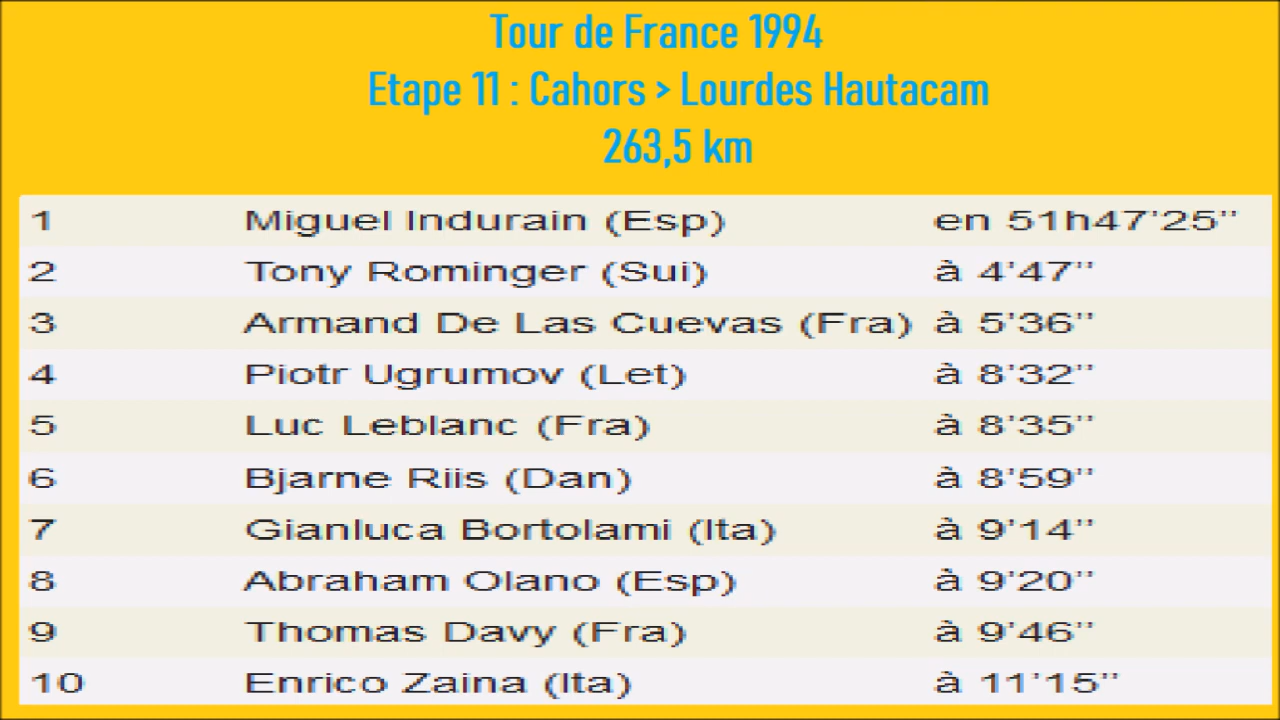 Tour de France 1994
Etape 11 : Cahors > Lourdes Hautacam
263,5 km
1 Miguel Indurain (Esp) en 51h47'25''
2 Tony Rominger (Sui) à 4'47''
3 Armand De Las Cuevas (Fra) à 5'36''
4 Piotr Ugrumov (Let) à 8'32''
5 Luc Leblanc (Fra) à 8'35''
6 Bjarne Riis (Dan) à 8'59''
7 Gianluca Bortolami (Ita) à 9'14''
8 Abraham Olano (Esp) à 9'20''
9 Thomas Davy (Fra) à 9'46''
10 Enrico Zaina (Ita) à 11'15''